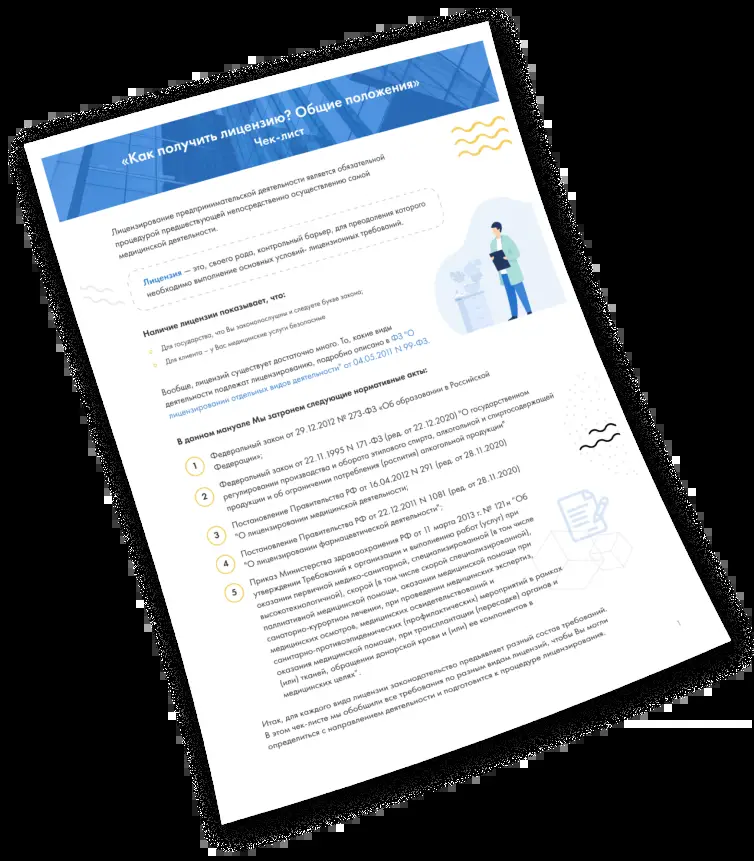 «Как получить лицензию? Общие положения»
Чек-лист
Лицензирование предпринимательской деятельности является обязательной
процедурой предшествующей непосредственно осуществлению самой
медицинской деятельности.
Лицензия — это, своего рода, контрольный барьер, для преодоления которого
необходимо выполнение основных условий- лицензионных требований.
Наличие лицензии показывает, что:
Для государства, что Вы законопослушны и следуете букве закона;
Для клиента – у Вас медицинские услуги безопасные
Вообще, лицензий существует достаточно много. То, какие виды
деятельности подлежат лицензированию, подробно описано в ФЗ "О
лицензировании отдельных видов деятельности" от 04.05.2011 N 99-ФЗ.
В данном мануале Мы затронем следующие нормативные акты:
1 Федеральный закон от 29.12.2012 № 273-ФЗ «Об образовании в Российской
Федерации»;
2 Федеральный закон от 22.11.1995 N 171-ФЗ (ред. от 22.12.2020) "О государственном
регулировании производства и оборота этилового спирта, алкогольной и спиртосодержащей
продукции и об ограничении потребления (распития) алкогольной продукции"
3 Постановление Правительства РФ от 16.04.2012 N 291 (ред. от 28.11.2020)
"О лицензировании медицинской деятельности;
4 Постановление Правительства РФ от 22.12.2011 N 1081 (ред. от 28.11.2020)
"О лицензировании фармацевтической деятельности";
5 Приказ Министерства здравоохранения РФ от 11 марта 2013 г. № 121н "Об
утверждении Требований к организации и выполнению работ (услуг) при
оказании первичной медико-санитарной, специализированной (в том числе
высокотехнологичной), скорой (в том числе скорой специализированной),
паллиативной медицинской помощи, оказании медицинской помощи при
санаторно-курортном лечении, при проведении медицинских экспертиз,
медицинских осмотров, медицинских освидетельствований и
санитарно-противоэпидемических (профилактических) мероприятий в рамках
оказания медицинской помощи, при трансплантации (пересадке) органов и
(или) тканей, обращении донорской крови и (или) ее компонентов в
медицинских целях".
Итак, для каждого вида лицензии законодательство предъявляет разный состав требований.
В этом чек-листе мы обобщили все требования по разным видам лицензий, чтобы Вы могли
определиться с направлением деятельности и подготовится к процедуре лицензирования.
1